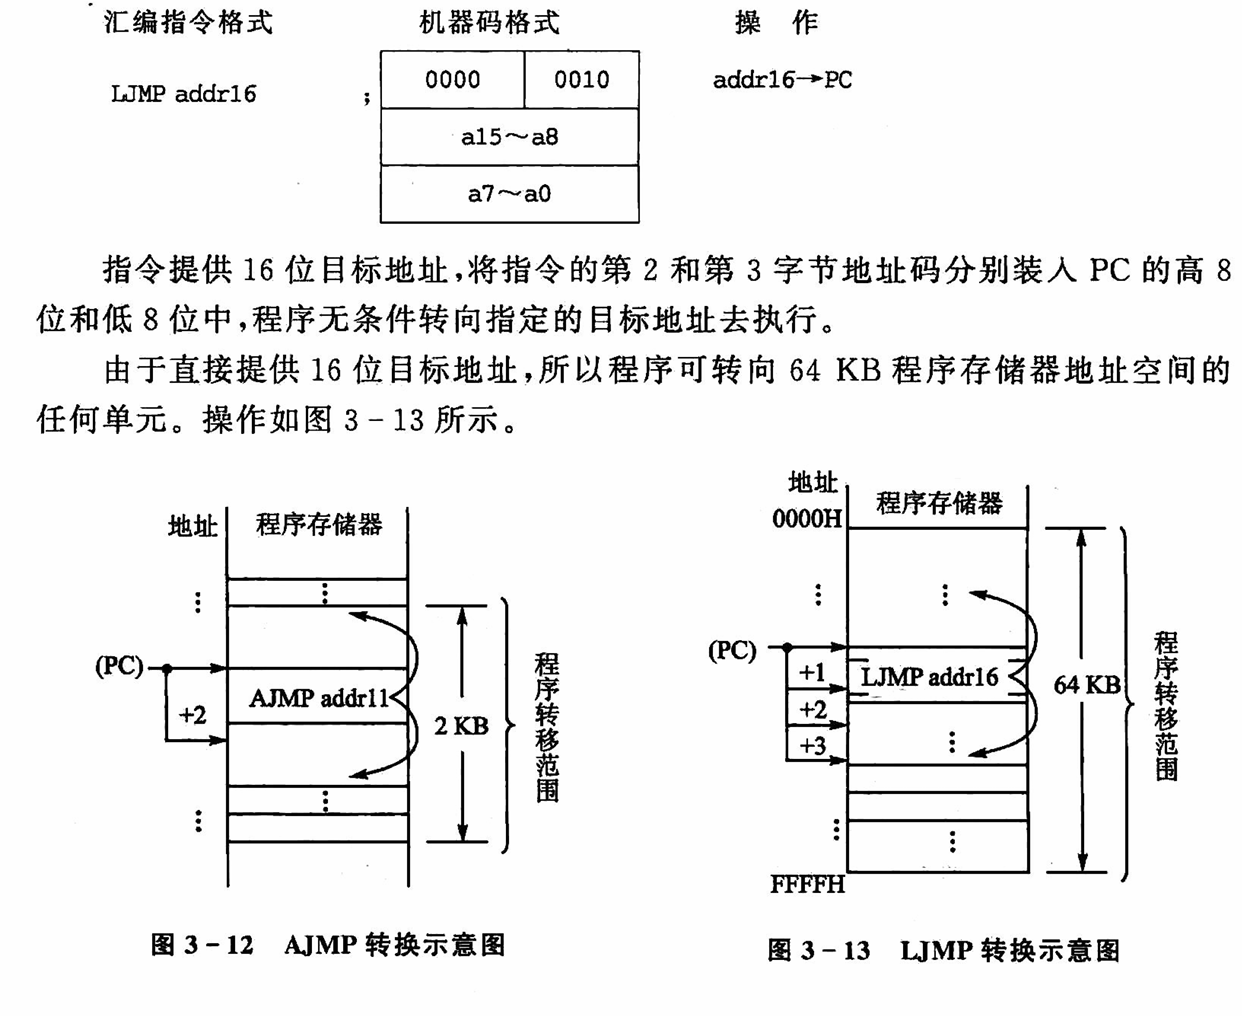 汇编指令格式 机器码格式 操 作
LJMP addr16 ; 0000 0010 addr16→PC
a15～a8
a7～a0
指令提供 16 位目标地址,将指令的第 2 和第 3 字节地址码分别装入 PC 的高 8
位和低 8 位中,程序无条件转向指定的目标地址去执行。
由于直接提供 16 位目标地址,所以程序可转向 64 KB 程序存储器地址空间的
任何单元。操作如图 3-13 所示。
地址 程序存储器
⋮ ⋮
(PC)
AJMP addr11
+2
2 KB
程序转移范围
⋮ ⋮
图 3-12 AJMP 转换示意图
地址
0000H
程序存储器
⋮ ⋮
(PC)
+1
LJMP addr16
+2
+3
⋮
64 KB
程序转移范围
⋮ ⋮
FFFFH
图 3-13 LJMP 转换示意图